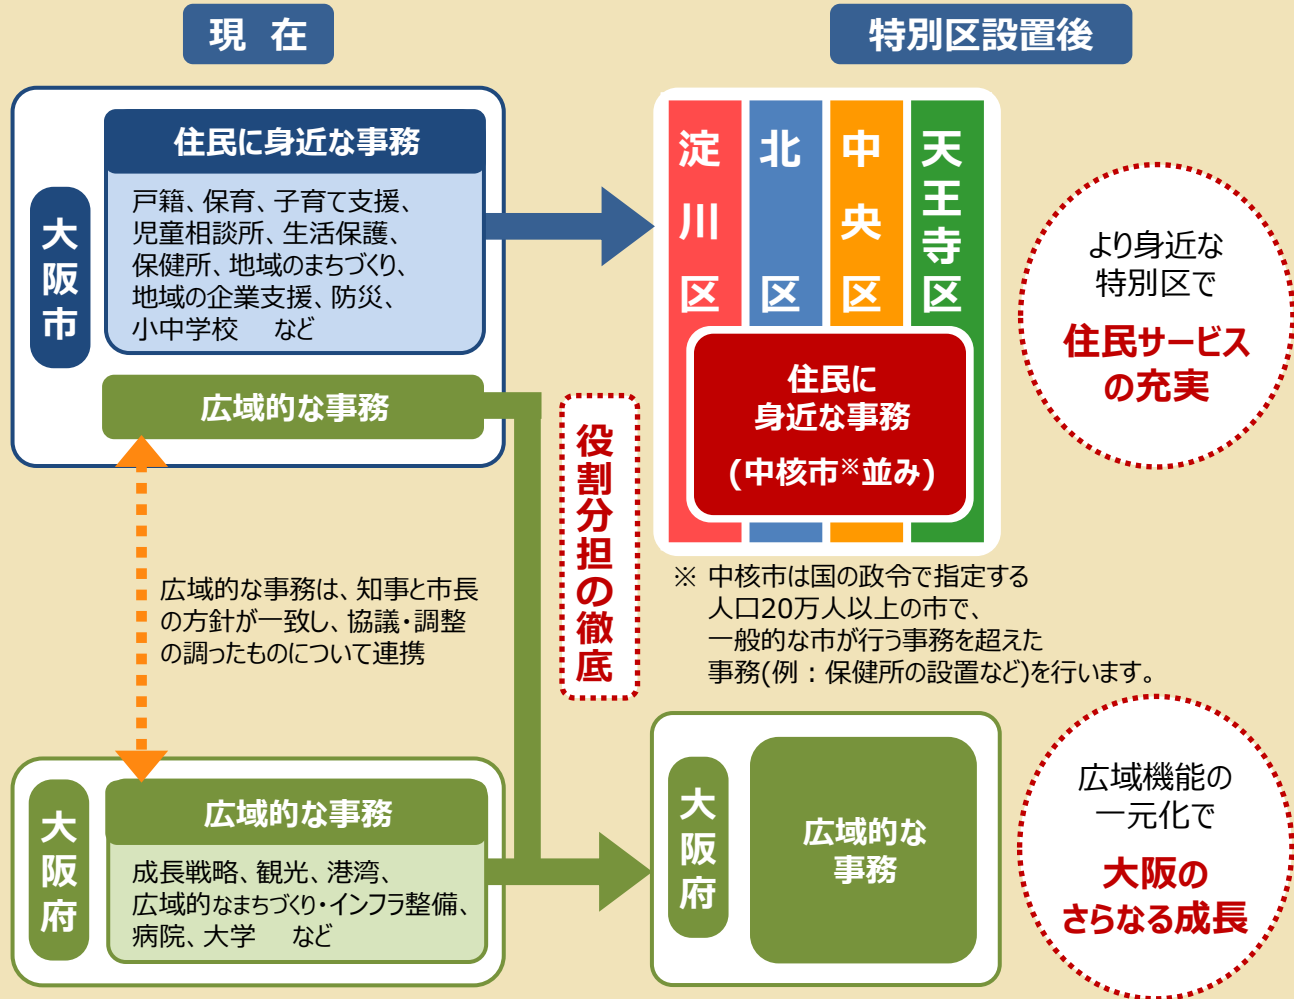 現 在
大阪市
住民に身近な事務
戸籍、保育、子育て支援、
児童相談所、生活保護、
保健所、地域のまちづくり、
地域の企業支援、防災、
小中学校 など
広域的な事務
広域的な事務は、知事と市長
の方針が一致し、協議・調整
の調ったものについて連携
大阪府
広域的な事務
成長戦略、観光、港湾、
広域的なまちづくり・インフラ整備、
病院、大学 など
役割分担の徹底
特別区設置後
淀川区
北区
中央区
天王寺区
住民に
身近な事務
(中核市※並み)
※ 中核市は国の政令で指定する
人口20万人以上の市で、
一般的な市が行う事務を超えた
事務(例：保健所の設置など)を行います。
大阪府
広域的な
事務
より身近な
特別区で
住民サービス
の充実
広域機能の
一元化で
大阪の
さらなる成長